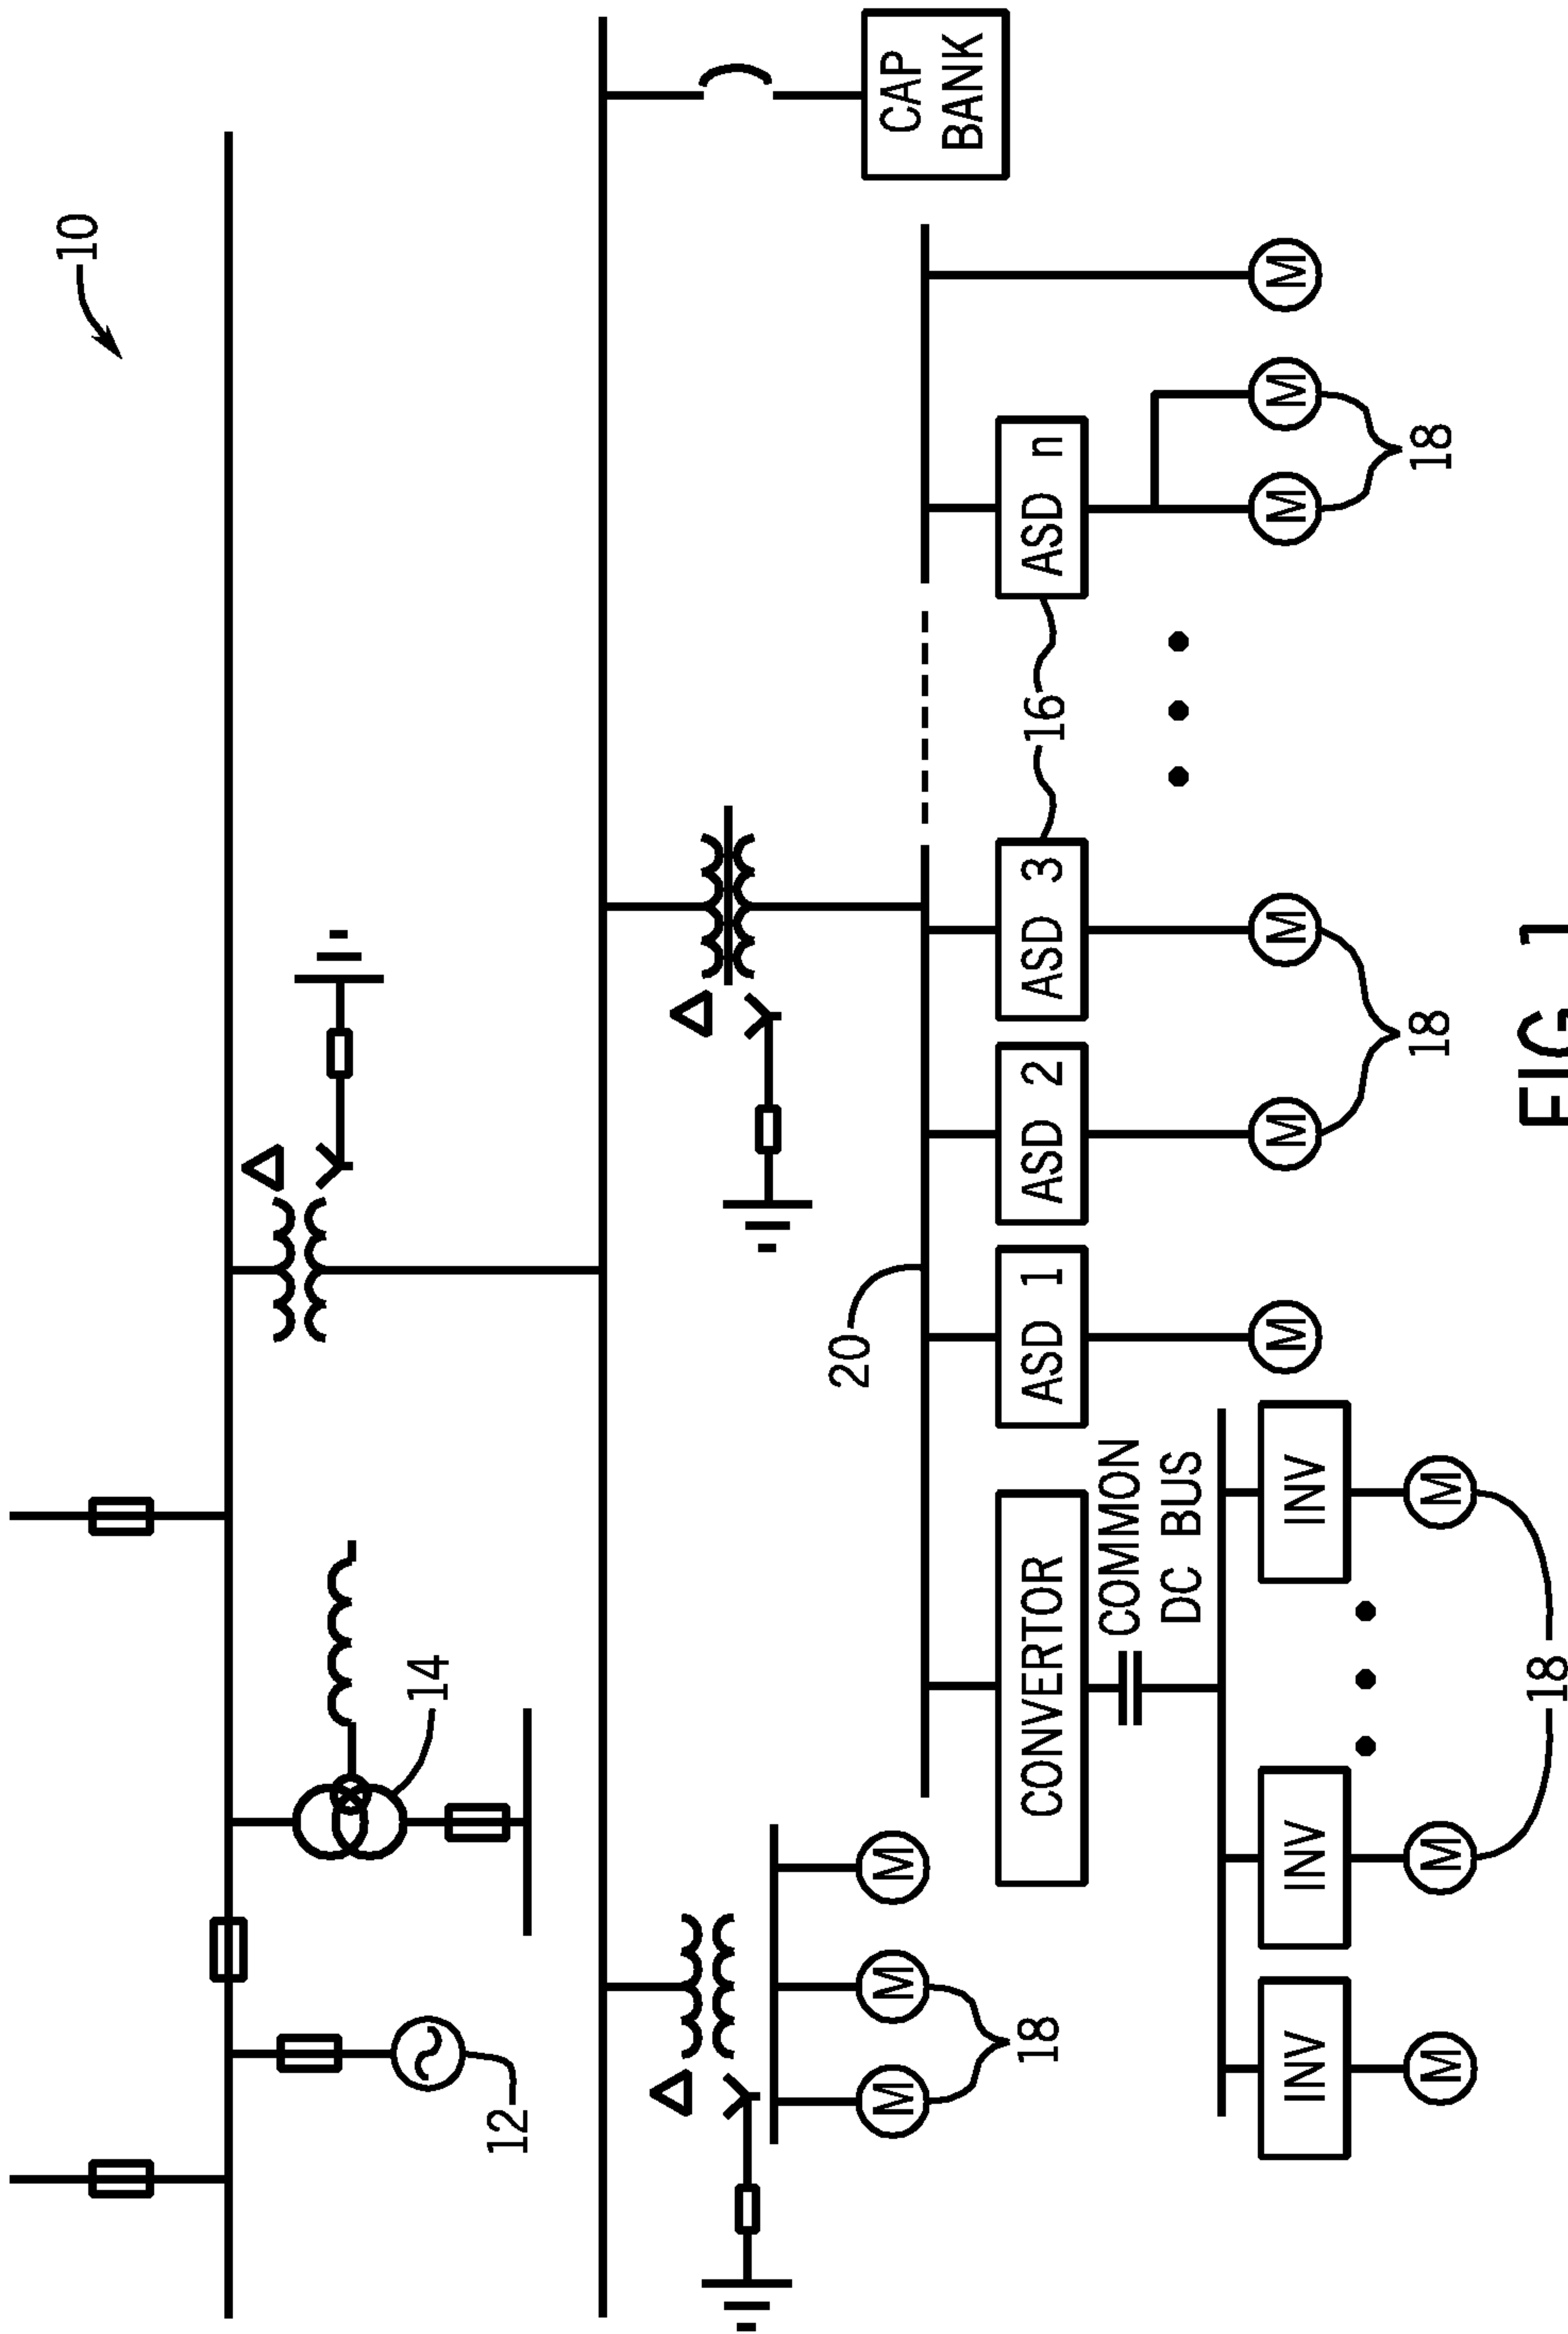 10
14
12
20
CAP
BANK
M
M
M
18
CONVERTOR
ASD 1
ASD 2
ASD 3
16
ASD n
COMMON
DC BUS
M
M
M
M
M
M
INV
INV
INV
18
18
M
M
M
18
FIG 1